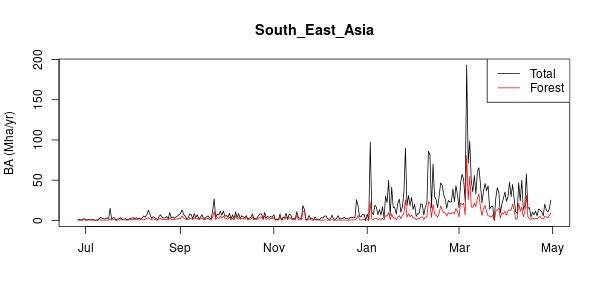 South_East_Asia
BA (Mha/yr)
200
150
100
50
0
Total
Forest
Jul Sep Nov Jan Mar May